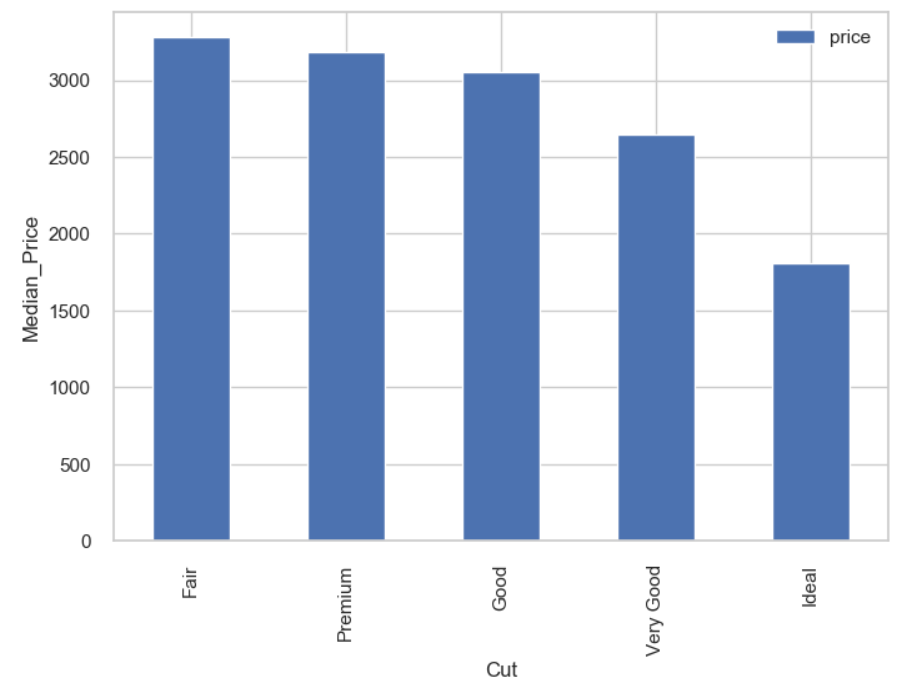 price
3000
2500
2000
1500
1000
500
0
Median_Price
Fair
Premium
Good
Very Good
Ideal
Cut